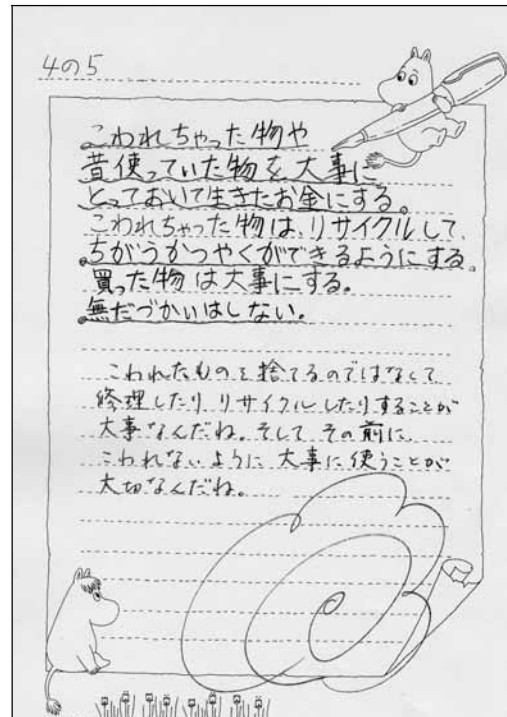 4の5
こわれちゃった物や
昔使っていた物を大事に
とっておいて生きたお金にする。
こわれちゃった物は、リサイクルして、
ちがうかつやくができるようにする。
買った物は大事にする。
無だづかいはしない。
こわれたものを捨てるのではなくて
修理したり、リサイクルしたりすることが
大事なんだね。そして その前に、
こわれないように 大事に使うことが
大切なんだね。